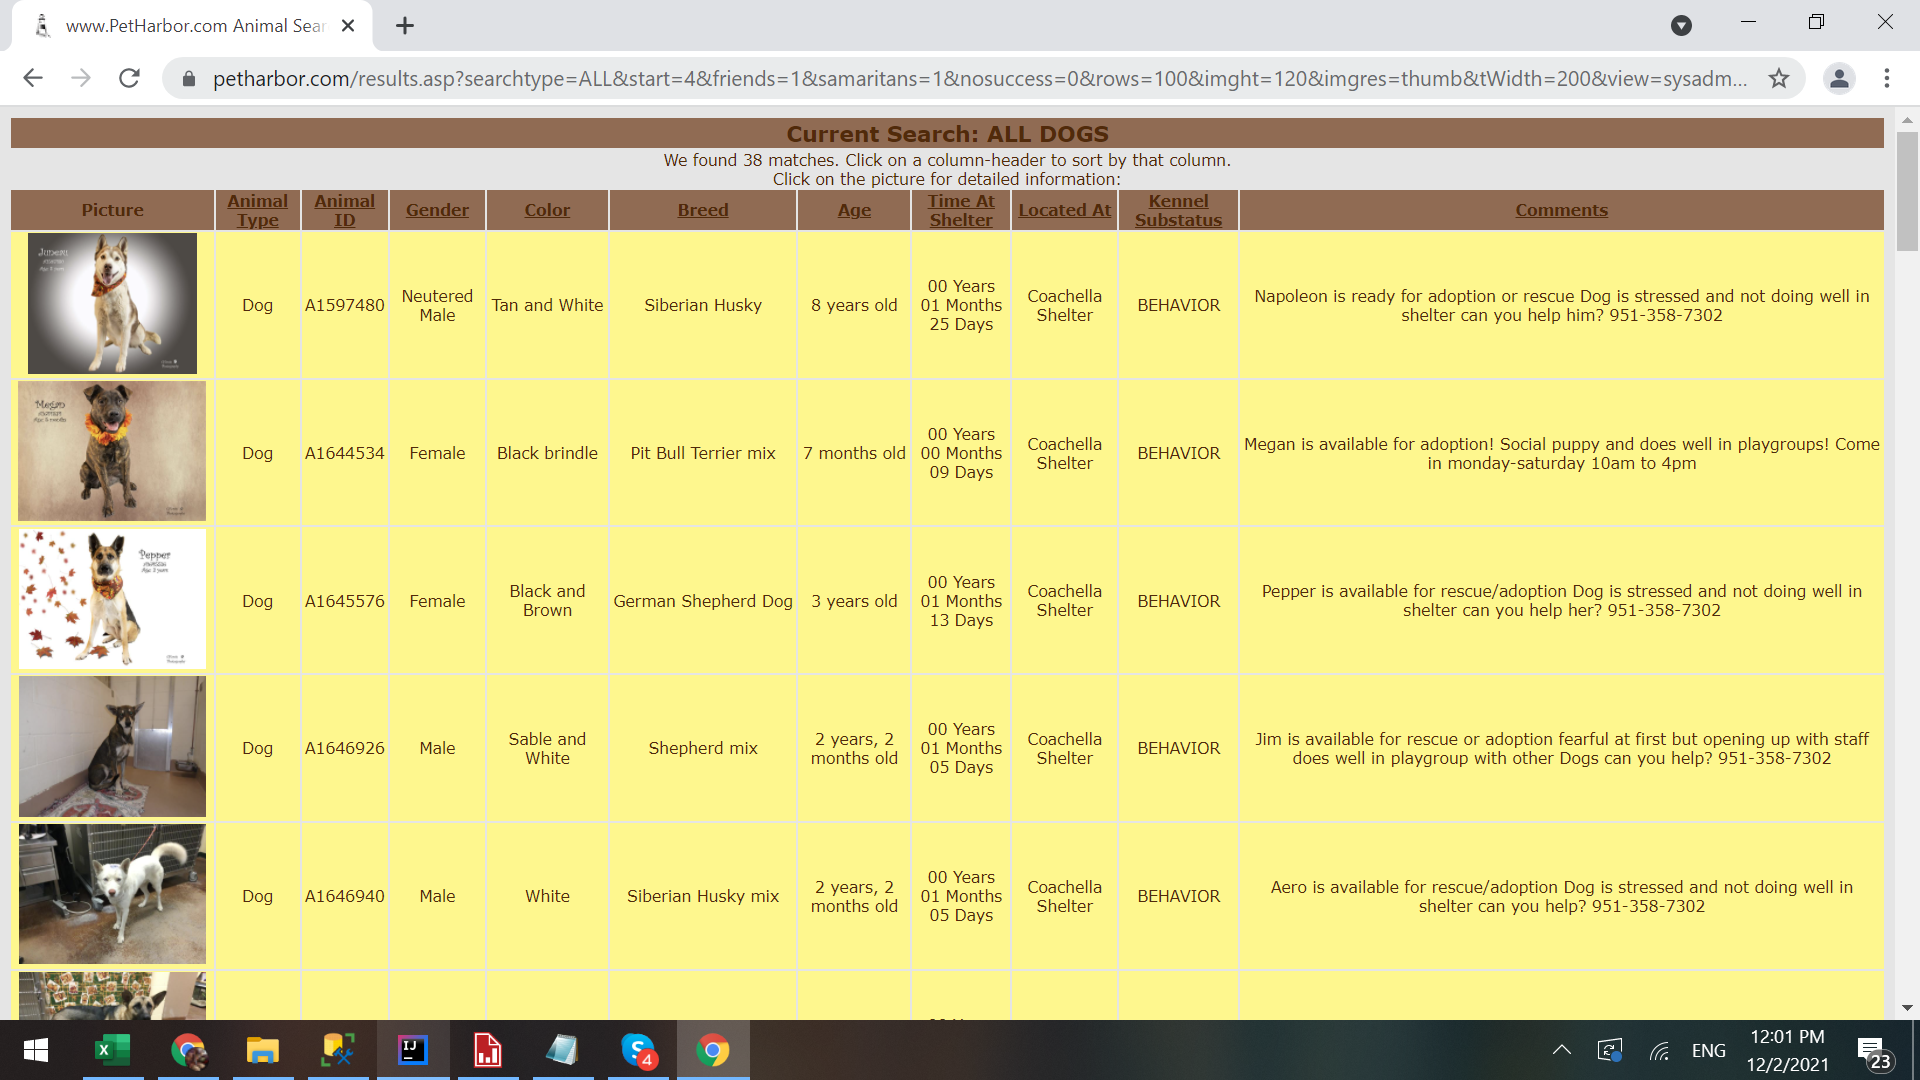 www.PetHarbor.com Animal Sear
petharbor.com/results.asp?searchtype=ALL&start=4&friends=1&samaritans=1&nosuccess=0&rows=100&imght=120&imgres=thumb&tWidth=200&view=sysadm...
Current Search: ALL DOGS
We found 38 matches. Click on a column-header to sort by that column.
Click on the picture for detailed information:
Picture
Animal
Type
Animal
ID
Gender
Color
Breed
Age
Time At
Shelter
Located At
Kennel
Substatus
Comments
Juneau
Dog
A1597480
Neutered
Male
Tan and White
Siberian Husky
8 years old
00 Years
01 Months
25 Days
Coachella
Shelter
BEHAVIOR
Napoleon is ready for adoption or rescue Dog is stressed and not doing well in
shelter can you help him? 951-358-7302
Megan
Dog
A1644534
Female
Black brindle
Pit Bull Terrier mix
7 months old
00 Years
00 Months
09 Days
Coachella
Shelter
BEHAVIOR
Megan is available for adoption! Social puppy and does well in playgroups! Come
in monday-saturday 10am to 4pm
Pepper
Dog
A1645576
Female
Black and
Brown
German Shepherd Dog
3 years old
00 Years
01 Months
13 Days
Coachella
Shelter
BEHAVIOR
Pepper is available for rescue/adoption Dog is stressed and not doing well in
shelter can you help her? 951-358-7302
Dog
A1646926
Male
Sable and
White
Shepherd mix
2 years, 2
months old
00 Years
01 Months
05 Days
Coachella
Shelter
BEHAVIOR
Jim is available for rescue or adoption fearful at first but opening up with staff
does well in playgroup with other Dogs can you help? 951-358-7302
Dog
A1646940
Male
White
Siberian Husky mix
2 years, 2
months old
00 Years
01 Months
05 Days
Coachella
Shelter
BEHAVIOR
Aero is available for rescue/adoption Dog is stressed and not doing well in
shelter can you help? 951-358-7302
X
IJ
S
4
ENG
12:01 PM
12/2/2021
23